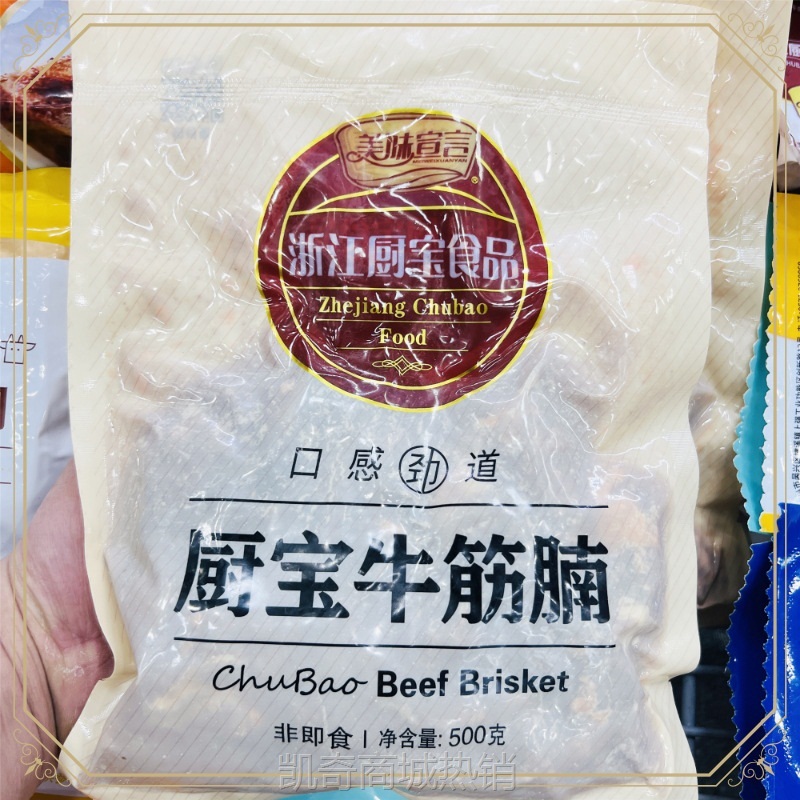 美味宣言
MEIWEIXUANYAN
®
浙江厨宝食品
Zhejiang Chubao
Food
口感劲道
厨宝牛筋腩
ChuBao Beef Brisket
非即食 | 净含量: 500克
凯奇商城热销